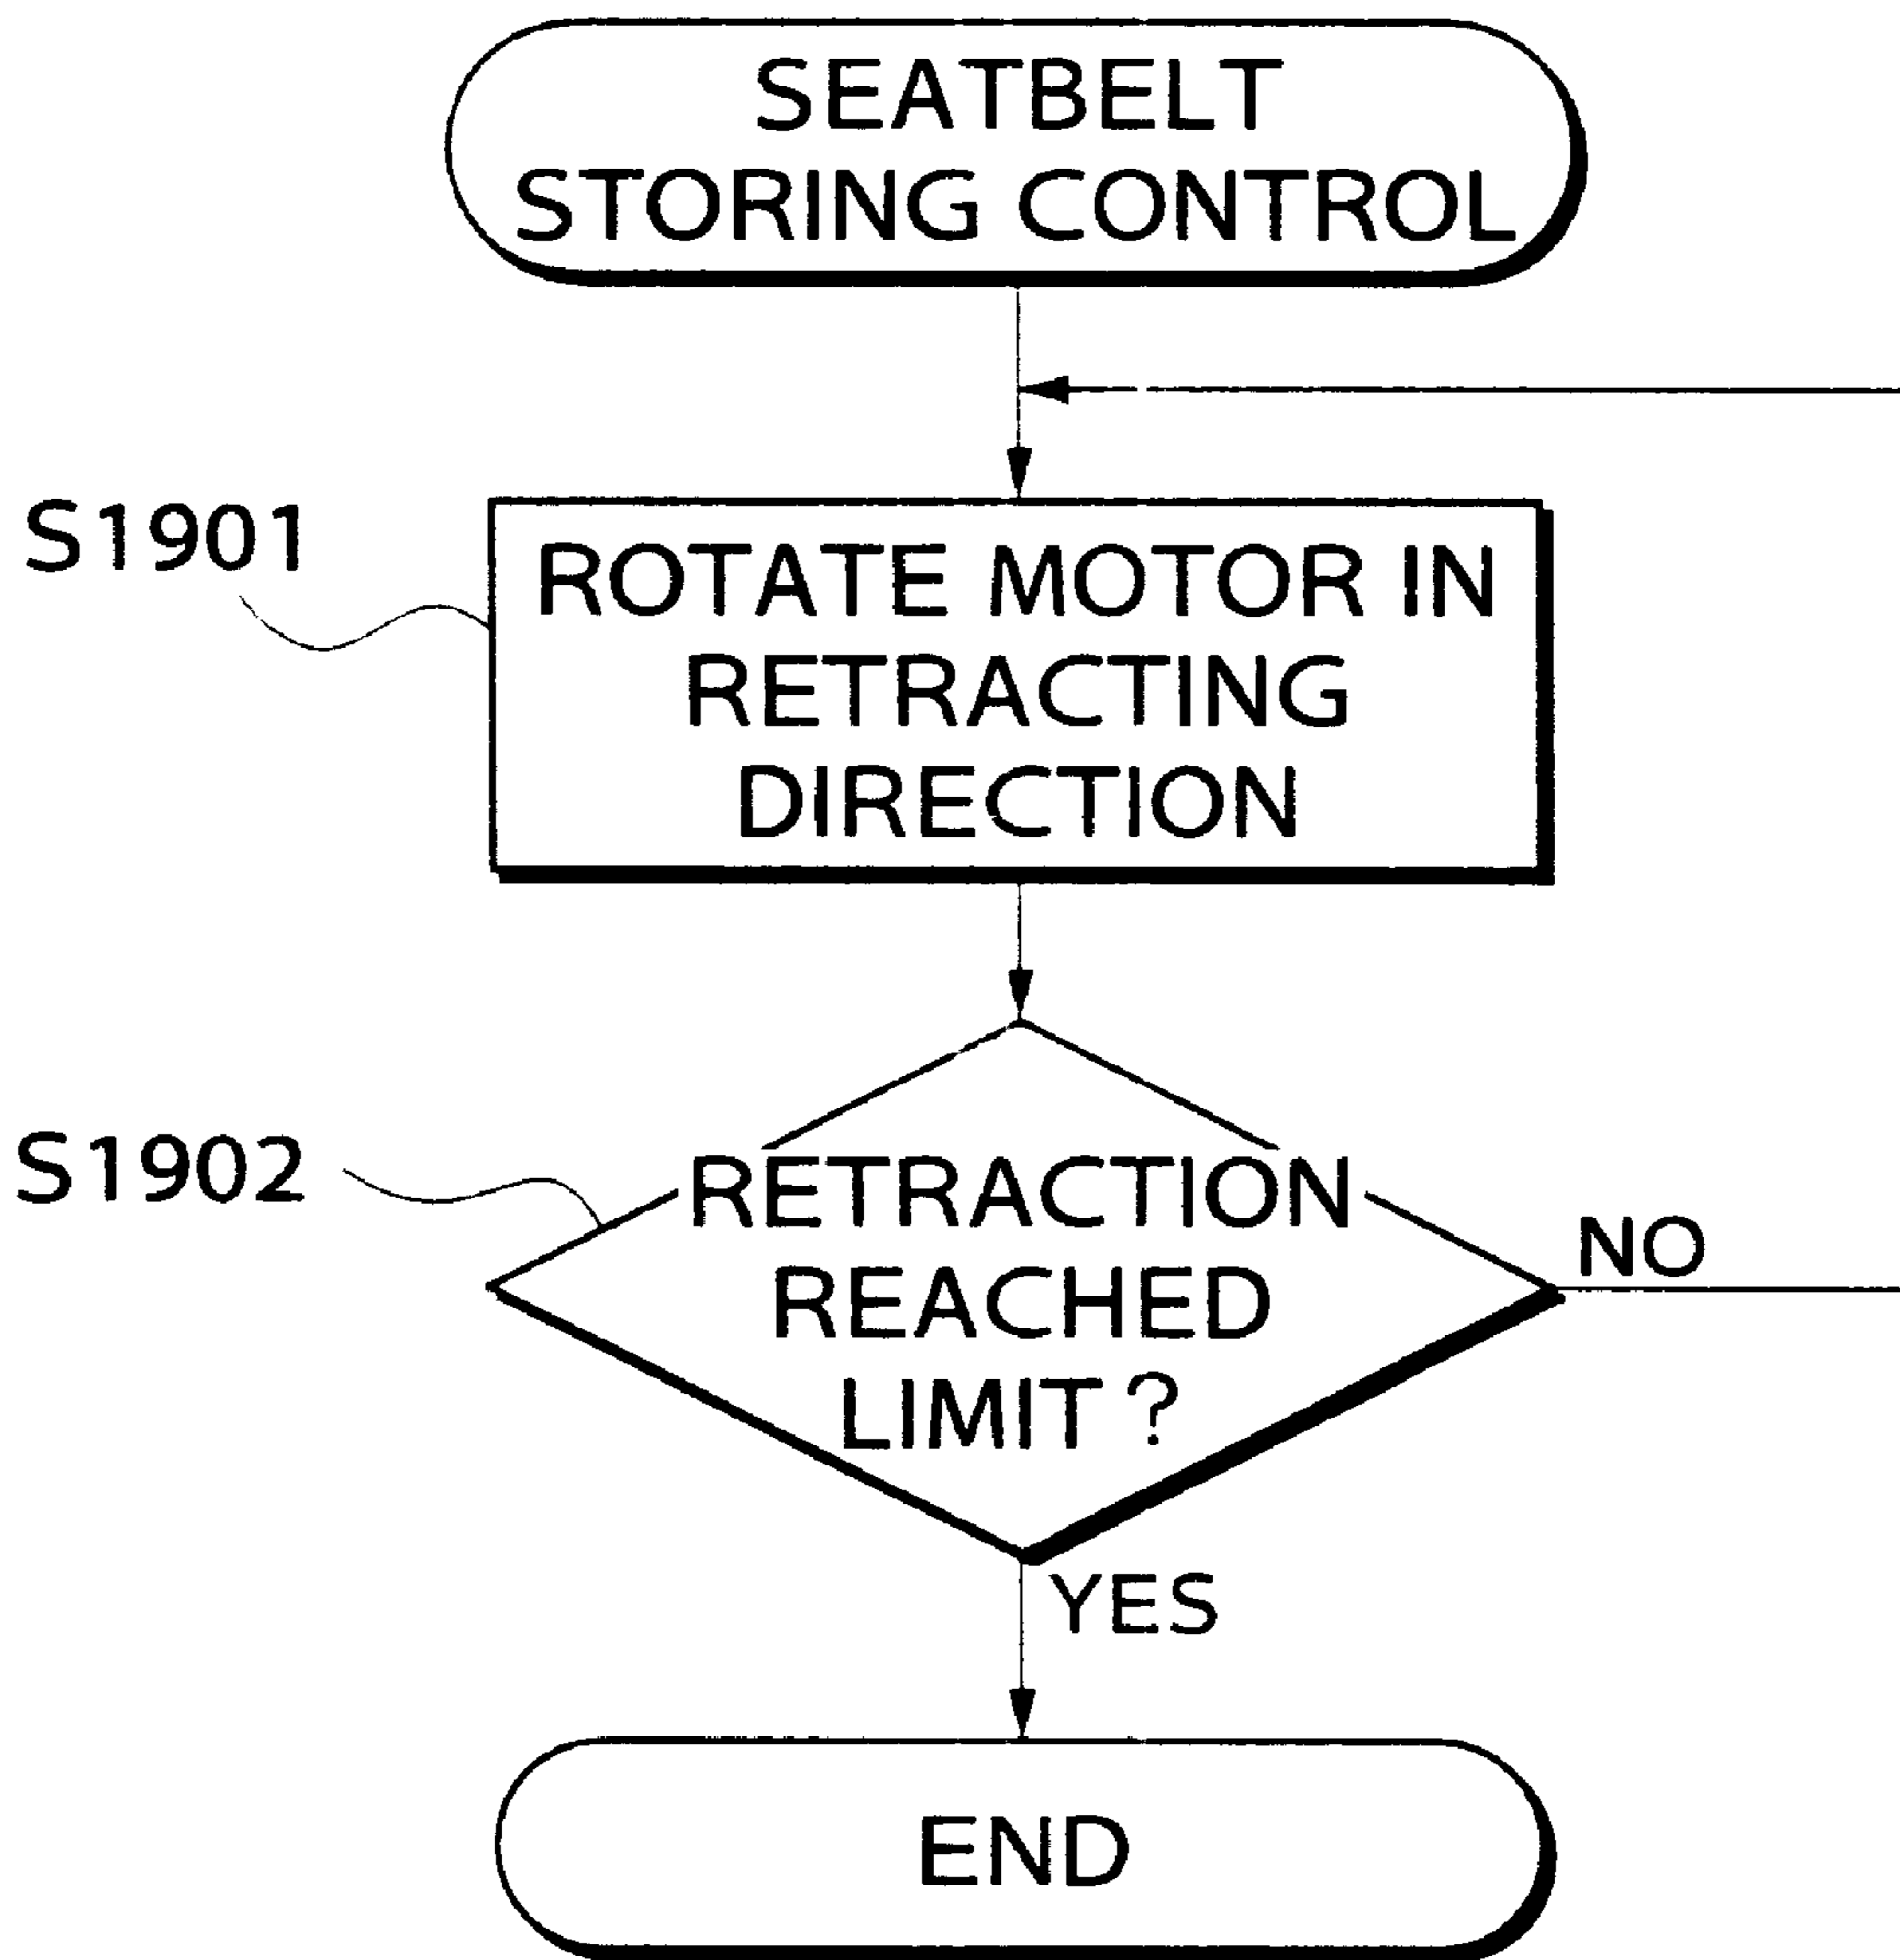 SEATBELT
STORING CONTROL
S1901
ROTATE MOTOR IN
RETRACTING
DIRECTION
S1902
RETRACTION
REACHED
LIMIT?
NO
YES
END